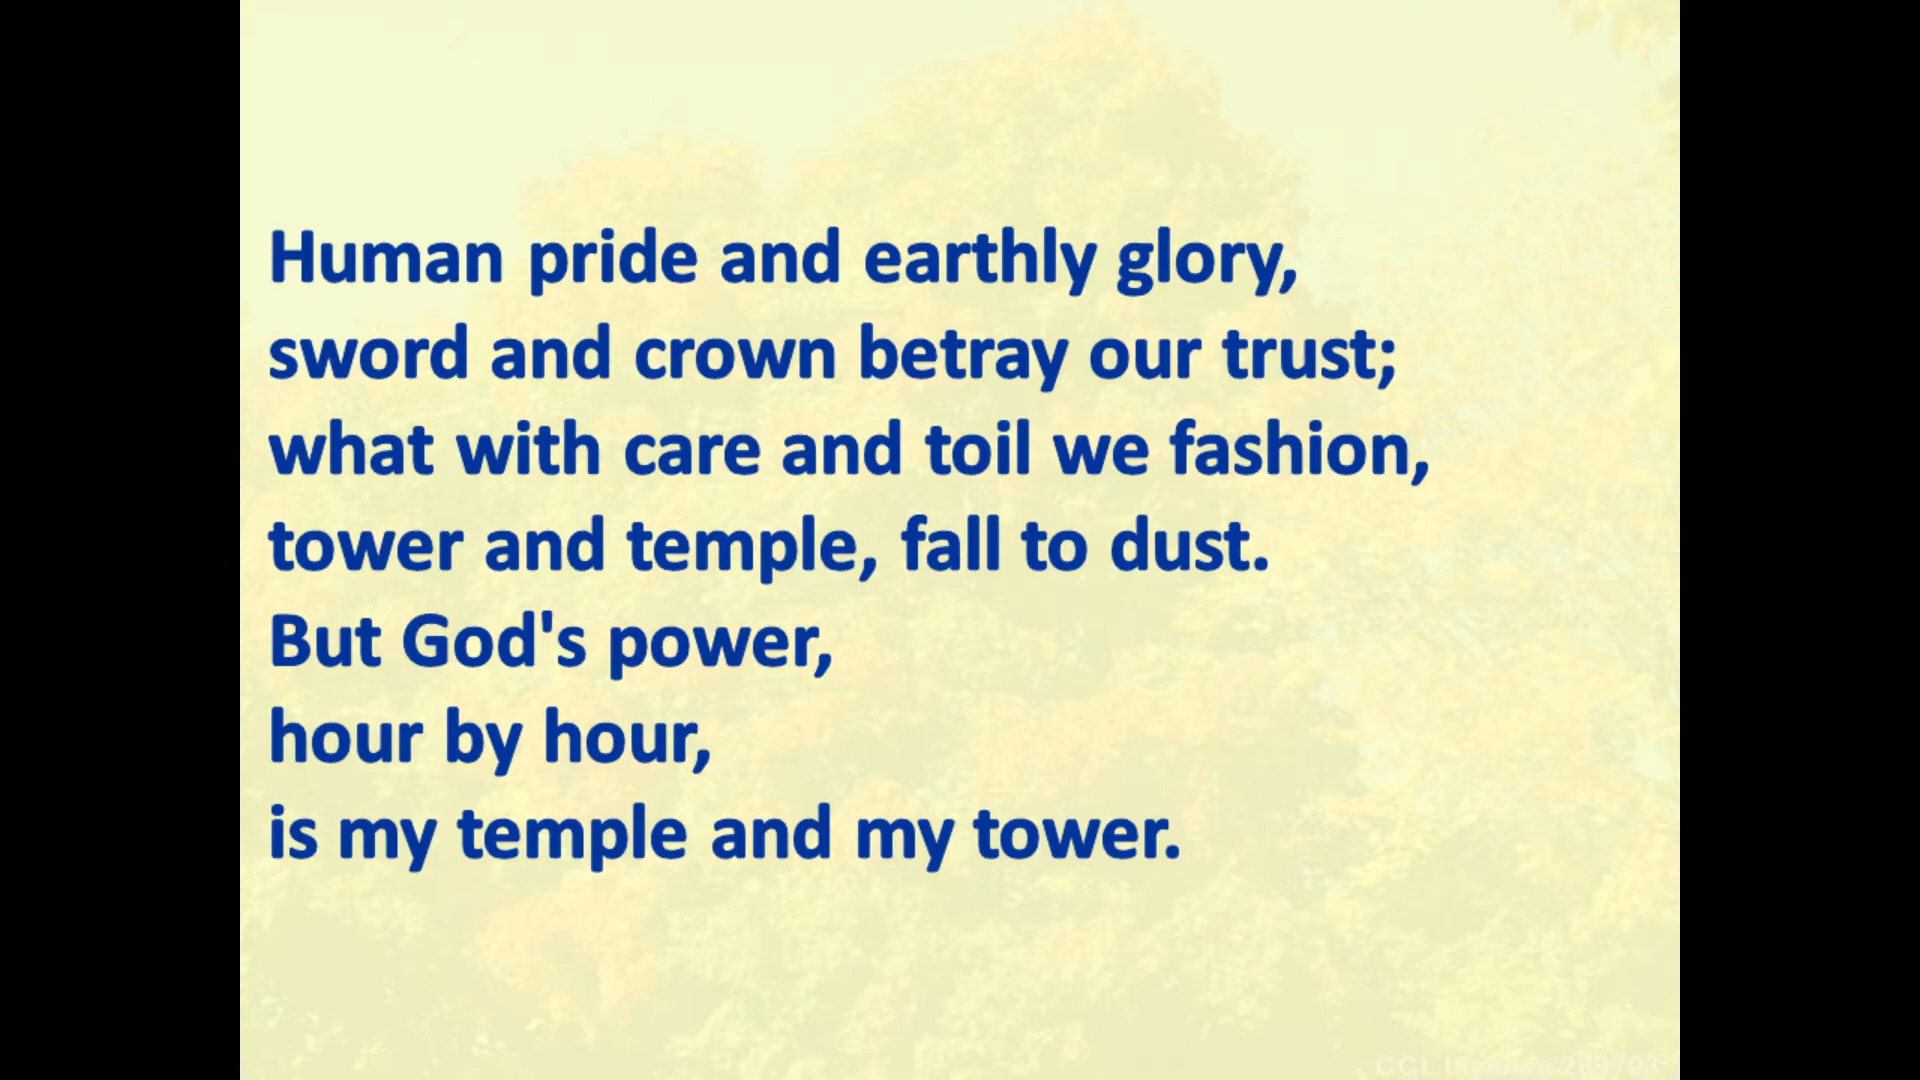 Human pride and earthly glory,
sword and crown betray our trust;
what with care and toil we fashion,
tower and temple, fall to dust.
But God's power,
hour by hour,
is my temple and my tower.
CCL